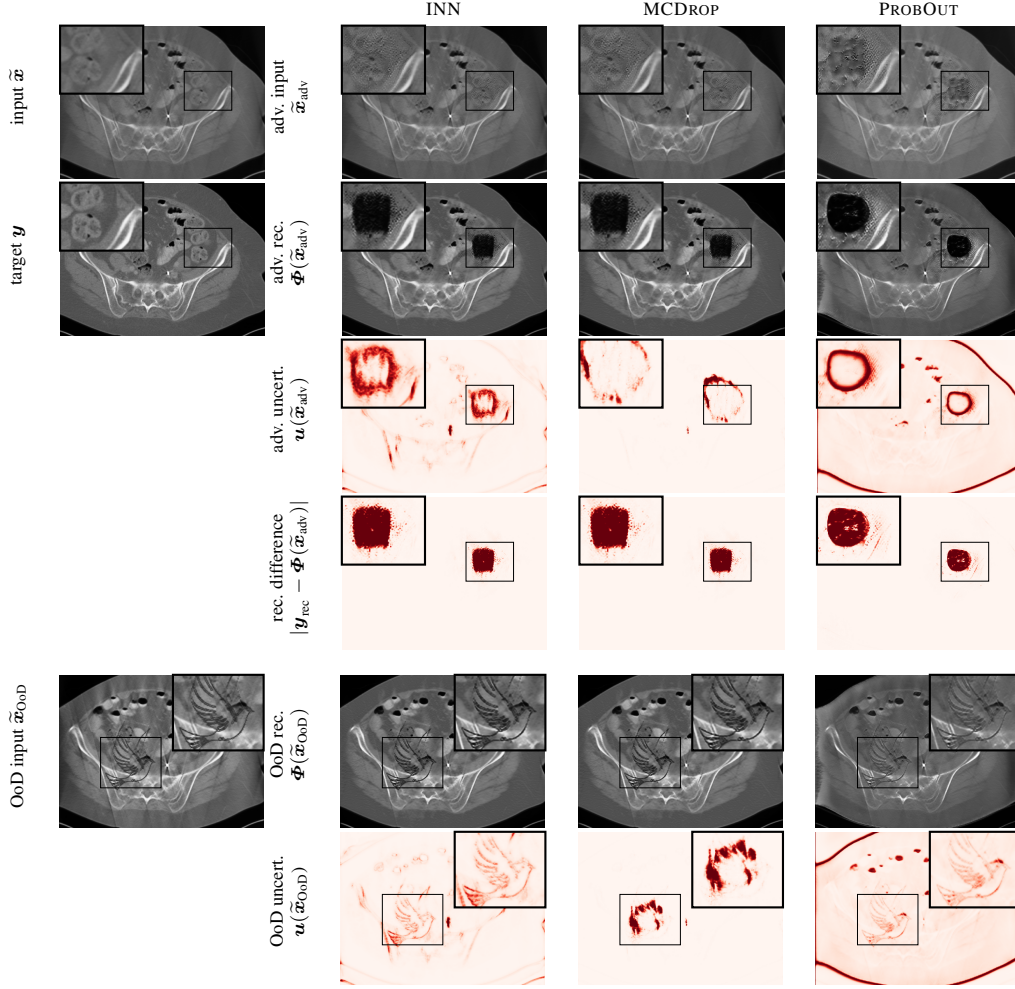 INN MCDROP PROBOUT
input x̃
adv. input
x̃adv
target y
adv. rec.
Φ(x̃adv)
adv. uncert.
u(x̃adv)
rec. difference
|yrec − Φ(x̃adv)|
OoD input x̃OoD
OoD rec.
Φ(x̃OoD)
OoD uncert.
u(x̃OoD)